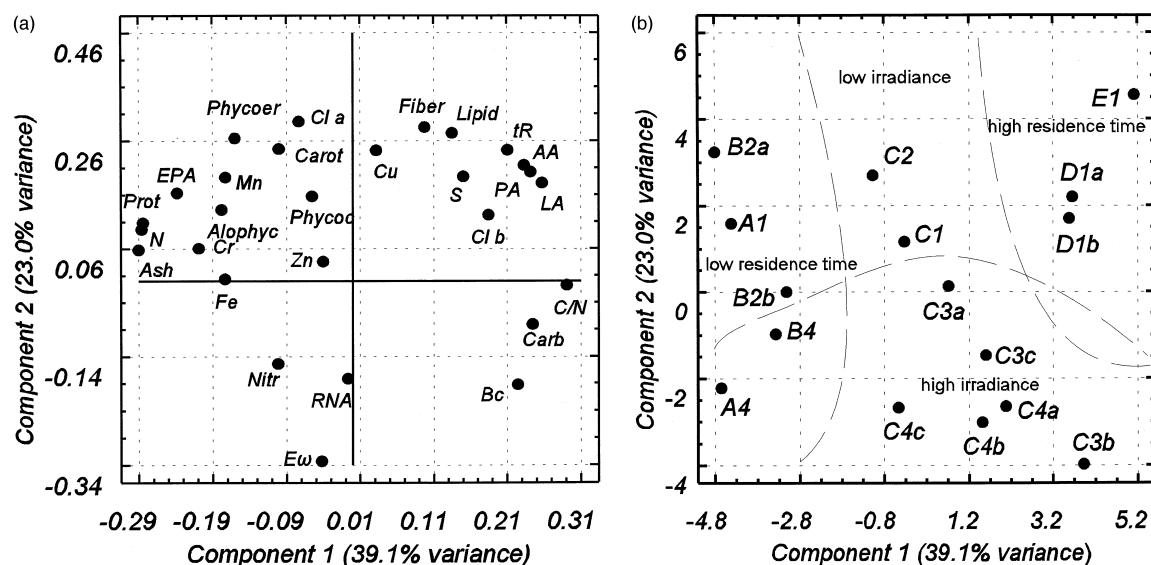 (a)
Component 2 (23.0% variance)
0.46
0.26
0.06
-0.14
-0.34
Phycoer
Cl a
Fiber
Lipid
Carot
Cu
tR
AA
EPA
Mn
S
PA
LA
Prot
Phycoc
Alophyc
Cl b
N
Cr
Zn
Ash
Fe
C/N
Carb
Nitr
RNA
Bc
Eω
-0.29 -0.19 -0.09 0.01 0.11 0.21 0.31
Component 1 (39.1% variance)
(b)
Component 2 (23.0% variance)
6
4
2
0
-2
-4
low irradiance
E1
high residence time
B2a
C2
D1a
A1
C1
D1b
low residence time
B2b
C3a
B4
C3c
high irradiance
A4
C4c
C4b
C4a
C3b
-4.8 -2.8 -0.8 1.2 3.2 5.2
Component 1 (39.1% variance)